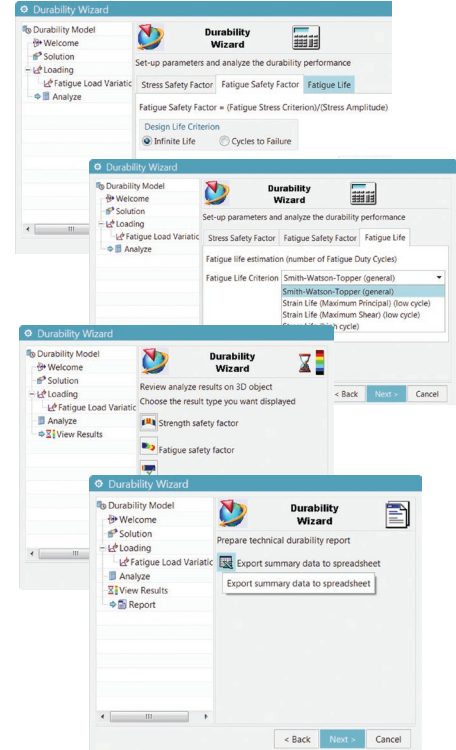 Durability Wizard
Durability Model
Welcome
Solution
Loading
Fatigue Load Variatic
Analyze
Durability
Wizard
Set-up parameters and analyze the durability performance
Stress Safety Factor Fatigue Safety Factor Fatigue Life
Fatigue Safety Factor = (Fatigue Stress Criterion)/(Stress Amplitude)
Design Life Criterion
Infinite Life Cycles to Failure
Durability Wizard
Durability Model
Welcome
Solution
Loading
Fatigue Load Variatic
Analyze
Durability
Wizard
Set-up parameters and analyze the durability performance
Stress Safety Factor Fatigue Safety Factor Fatigue Life
Fatigue life estimation (number of Fatigue Duty Cycles)
Fatigue Life Criterion Smith-Watson-Topper (general)
Smith-Watson-Topper (general)
Strain Life (Maximum Principal) (low cycle)
Strain Life (Maximum Shear) (low cycle)
cycle)
< Back Next > Cancel
Durability Wizard
Durability Model
Welcome
Solution
Loading
Fatigue Load Variatic
Analyze
View Results
Durability
Wizard
Review analyze results on 3D object
Choose the result type you want displayed
Strength safety factor
Fatigue safety factor
Durability Wizard
Durability Model
Welcome
Solution
Loading
Fatigue Load Variatic
Analyze
View Results
Report
Durability
Wizard
Prepare technical durability report
Export summary data to spreadsheet
Export summary data to spreadsheet
< Back Next > Cancel